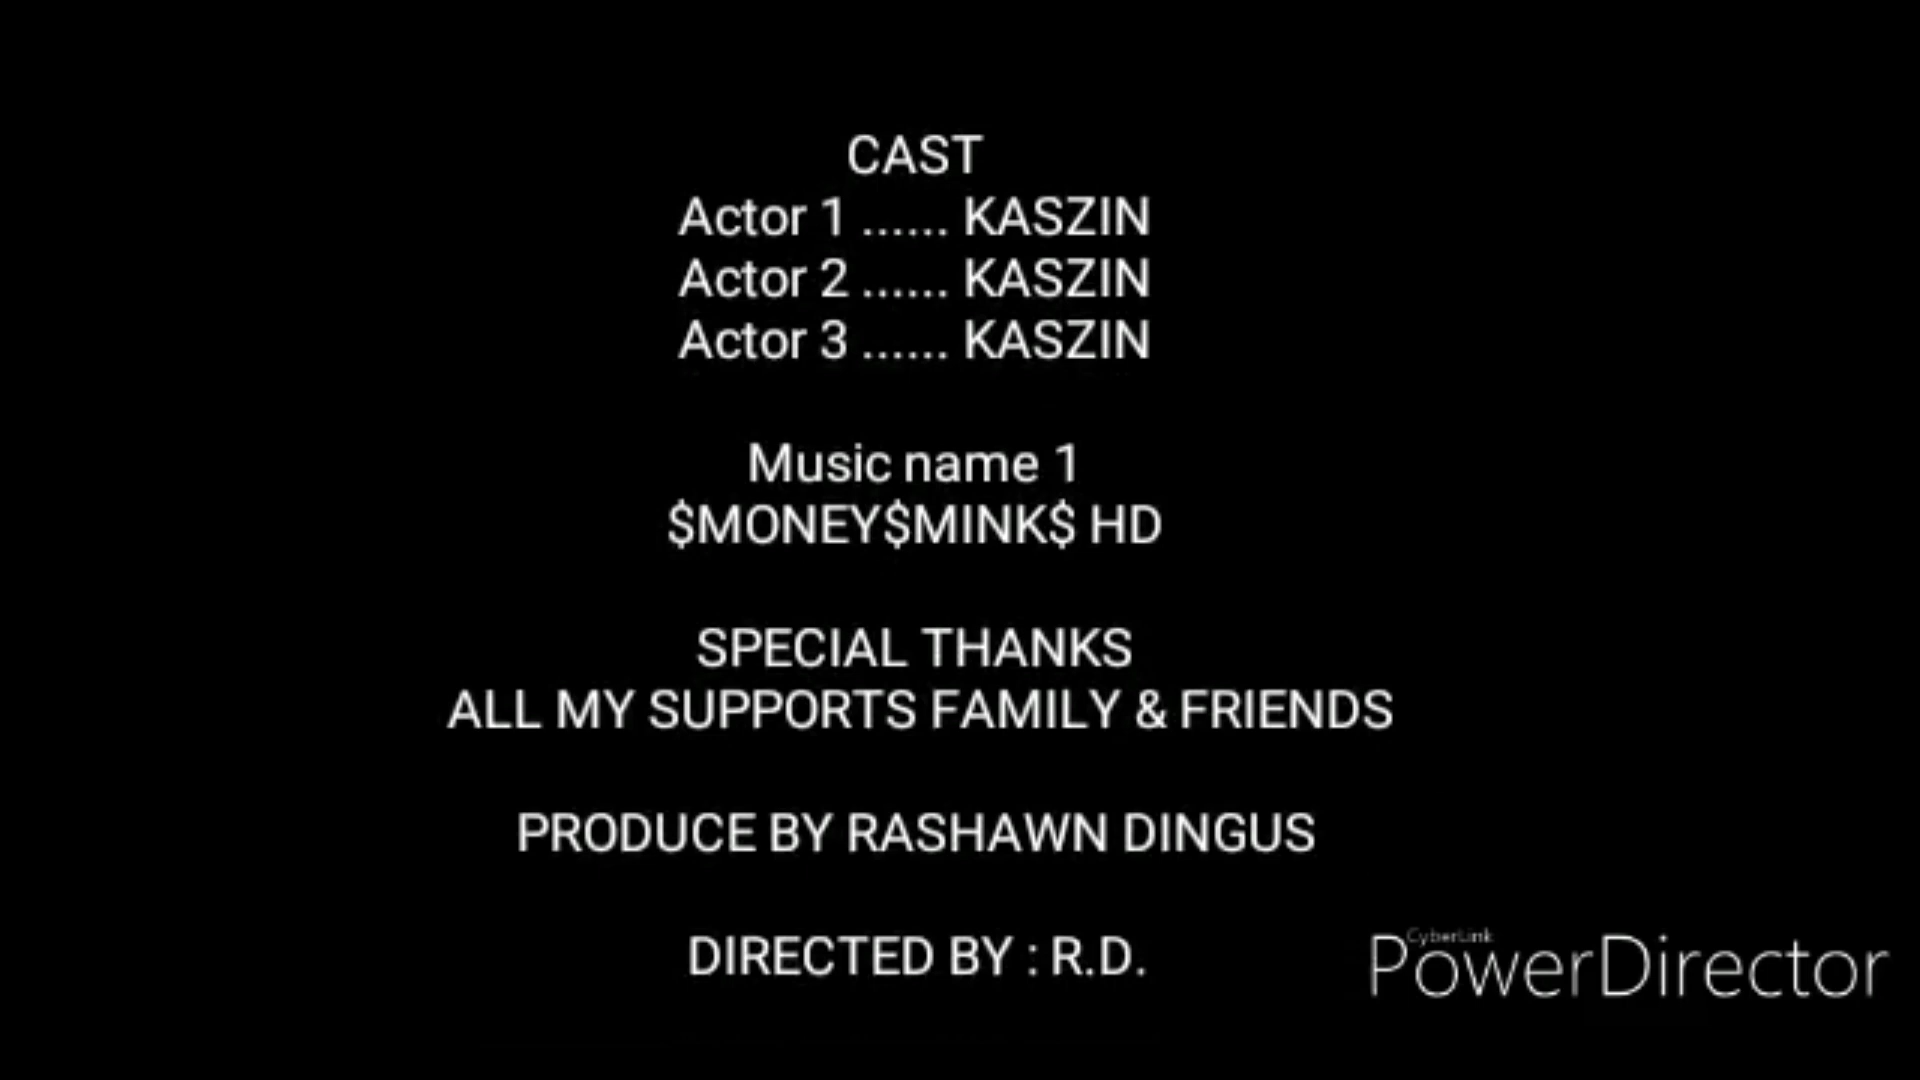 CAST
Actor 1 ...... KASZIN
Actor 2 ...... KASZIN
Actor 3 ...... KASZIN
Music name 1
$MONEY$MINK$ HD
SPECIAL THANKS
ALL MY SUPPORTS FAMILY & FRIENDS
PRODUCE BY RASHAWN DINGUS
DIRECTED BY : R.D.
CyberLink
PowerDirector